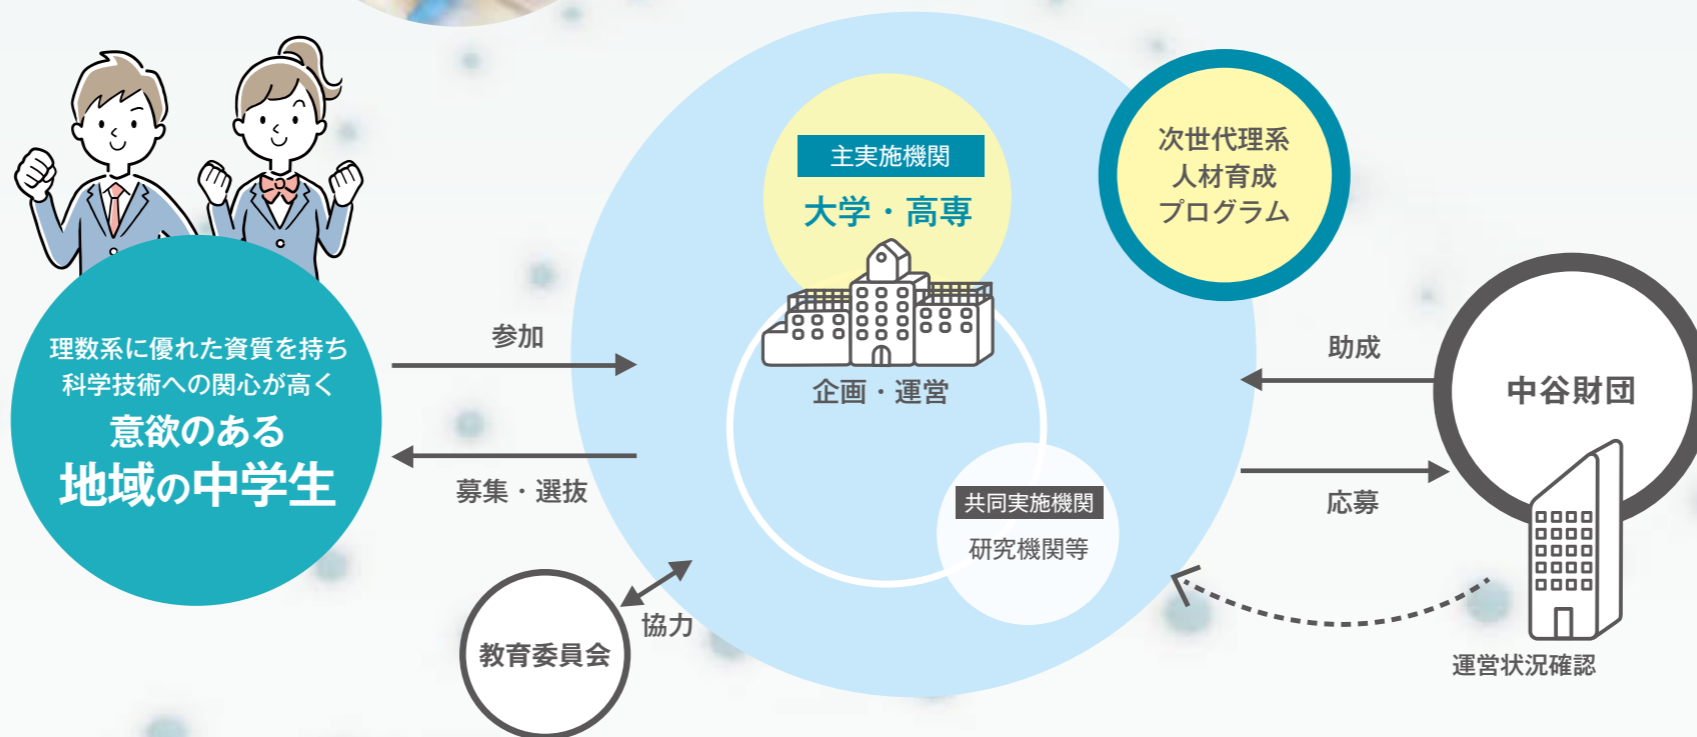 理数系に優れた資質を持ち
科学技術への関心が高く
意欲のある
地域の中学生
参加
募集・選抜
主実施機関
大学・高専
企画・運営
共同実施機関
研究機関等
次世代理系
人材育成
プログラム
助成
応募
中谷財団
運営状況確認
協力
教育委員会